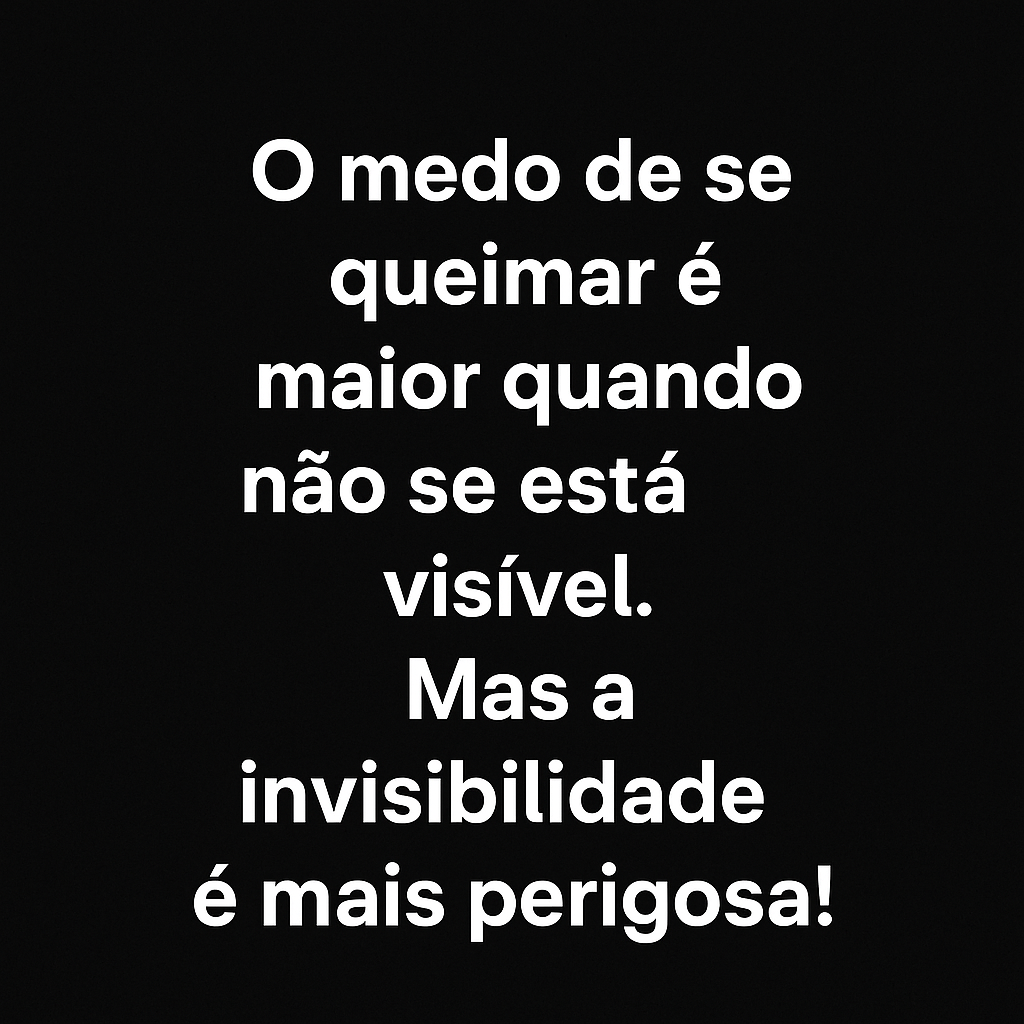 O medo de se
queimar é
maior quando
não se está
visível.
Mas a
invisibilidade
é mais perigosa!